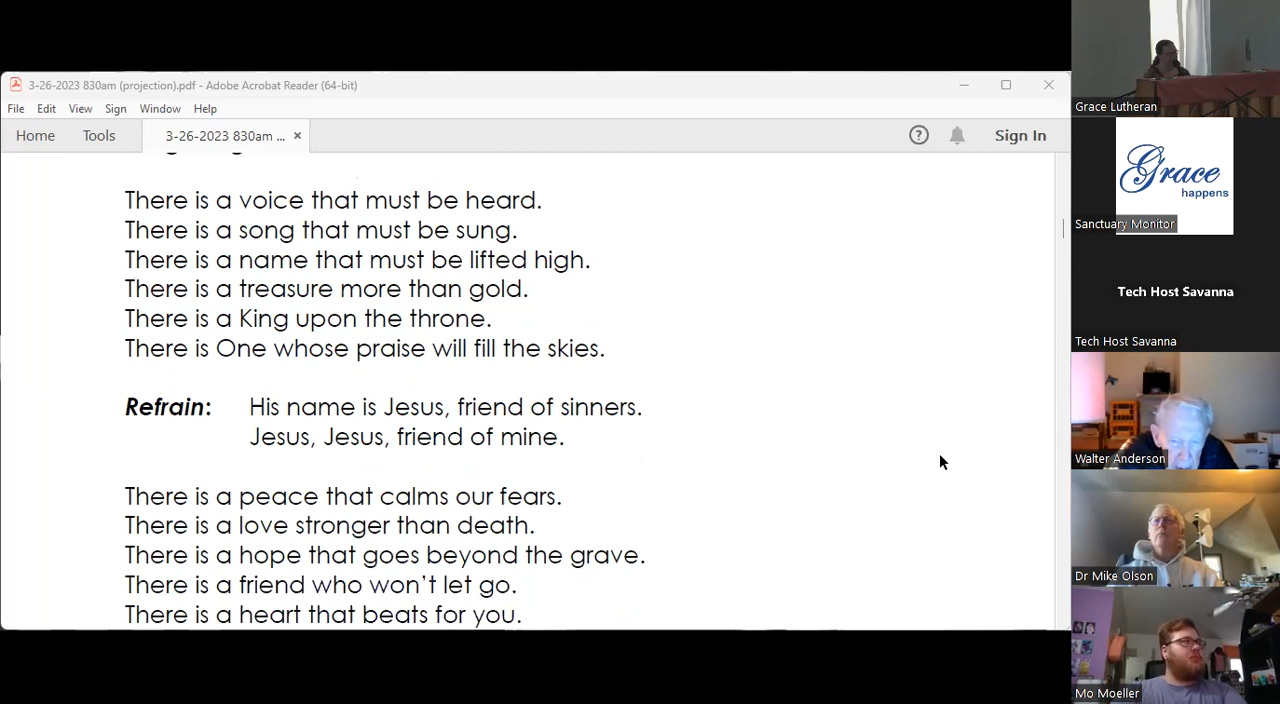 3-26-2023 830am (projection).pdf - Adobe Acrobat Reader (64-bit)
File Edit View Sign Window Help
Home Tools 3-26-2023 830am ... × Sign In
There is a voice that must be heard.
There is a song that must be sung.
There is a name that must be lifted high.
There is a treasure more than gold.
There is a King upon the throne.
There is One whose praise will fill the skies.
Refrain: His name is Jesus, friend of sinners.
Jesus, Jesus, friend of mine.
There is a peace that calms our fears.
There is a love stronger than death.
There is a hope that goes beyond the grave.
There is a friend who won't let go.
There is a heart that beats for you.
Grace Lutheran
Grace
happens
Sanctuary Monitor
Tech Host Savanna
Tech Host Savanna
Walter Anderson
Dr Mike Olson
Mo Moeller